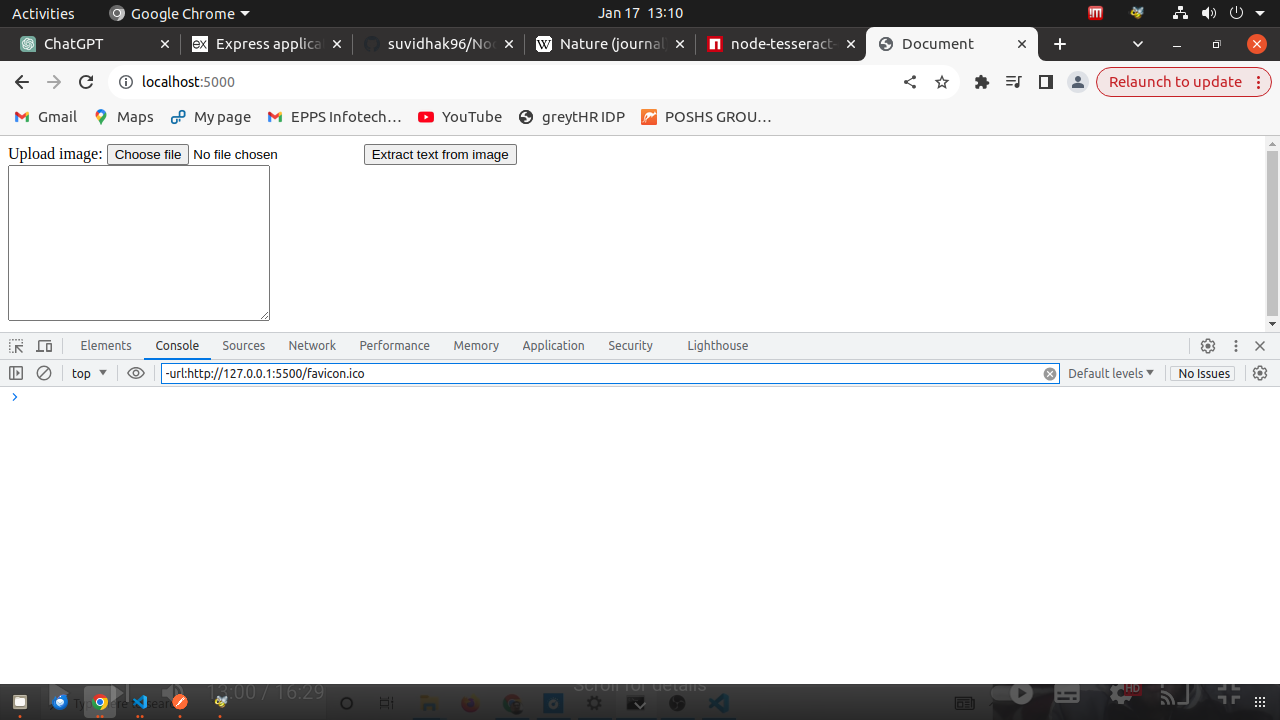 Activities Google Chrome Jan 17 13:10
ChatGPT Express applica suvidhak96/No Nature (journal node-tesseract- Document
localhost:5000 Relaunch to update
Gmail Maps My page EPPS Infotech… YouTube greytHR IDP POSHS GROU…
Upload image: Choose file No file chosen Extract text from image
Elements Console Sources Network Performance Memory Application Security Lighthouse
top -url:http://127.0.0.1:5500/favicon.ico Default levels No Issues
13:00 / 16:29 Scroll for details HD